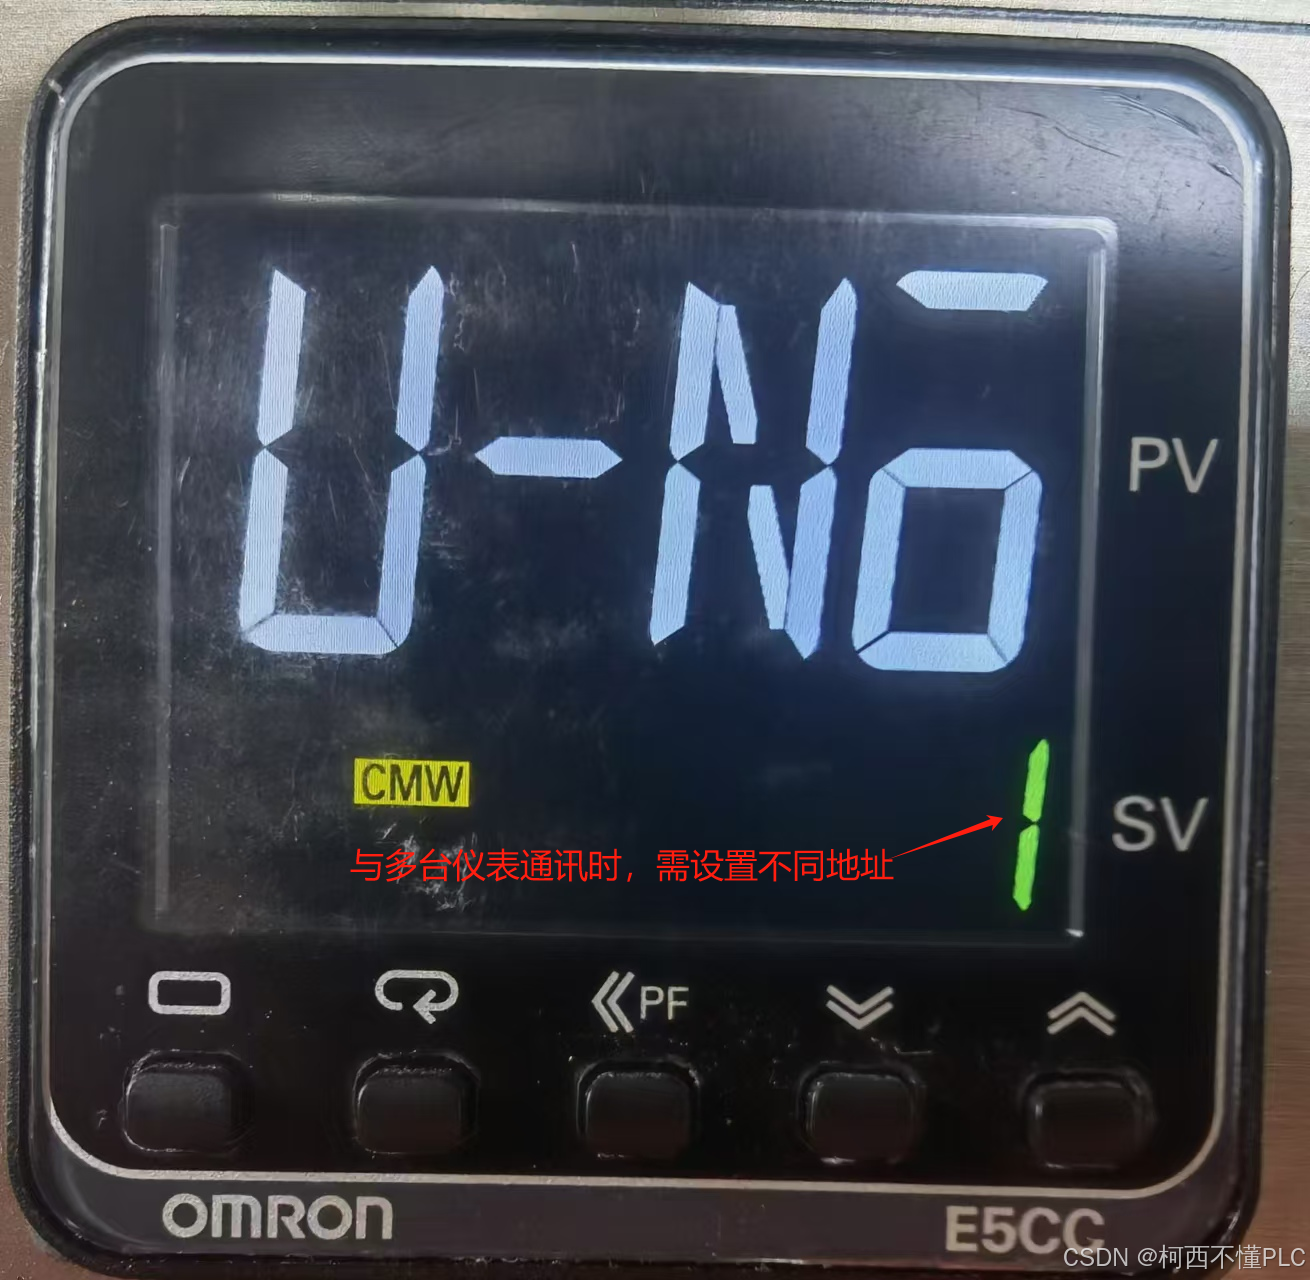 U-No
PV
CMW
1
SV
与多台仪表通讯时，需设置不同地址
PF
OMRON
E5CC
CSDN @柯西不懂PLC